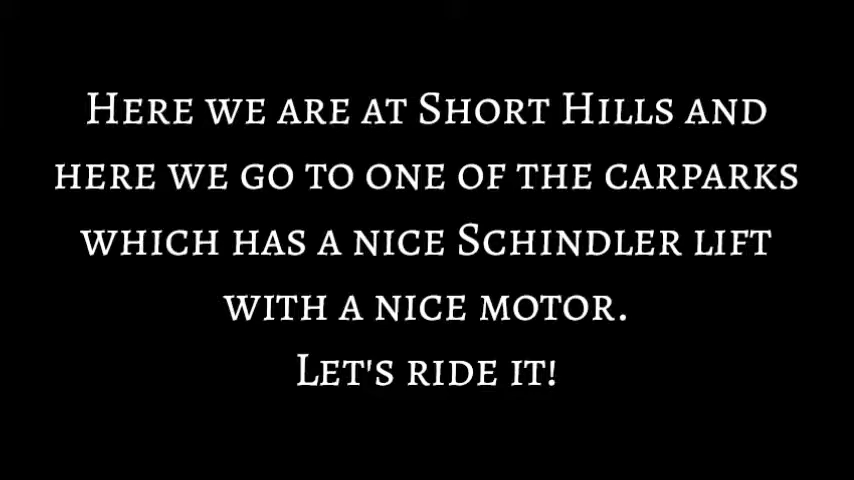 Here we are at Short Hills and
here we go to one of the carparks
which has a nice Schindler lift
with a nice motor.
Let's ride it!